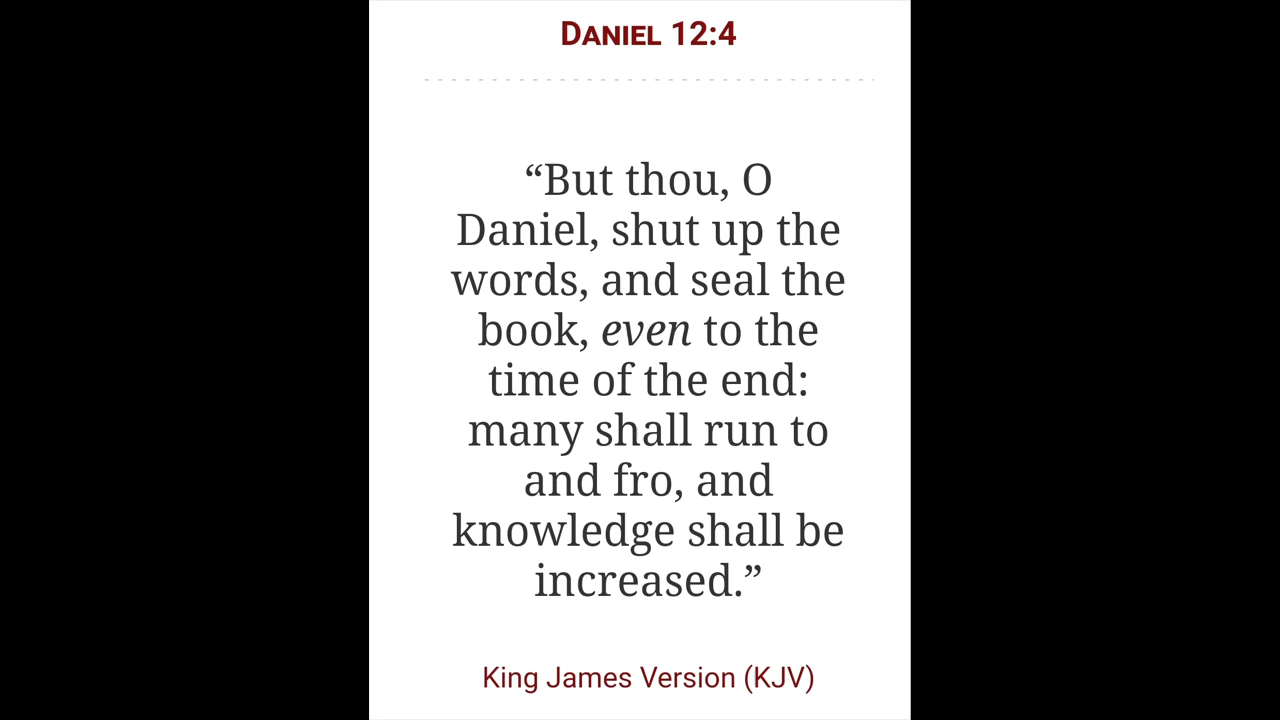 DANIEL 12:4
“But thou, O
Daniel, shut up the
words, and seal the
book, even to the
time of the end:
many shall run to
and fro, and
knowledge shall be
increased.”
King James Version (KJV)